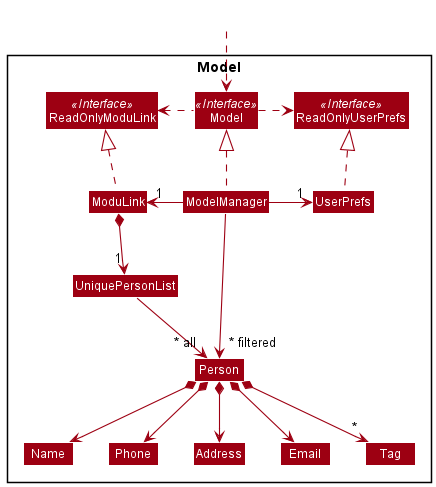 Model
«Interface»
ReadOnlyModuLink
«Interface»
Model
«Interface»
ReadOnlyUserPrefs
ModuLink
1
ModelManager
1
UserPrefs
1
UniquePersonList
* all
* filtered
Person
*
Name
Phone
Address
Email
Tag